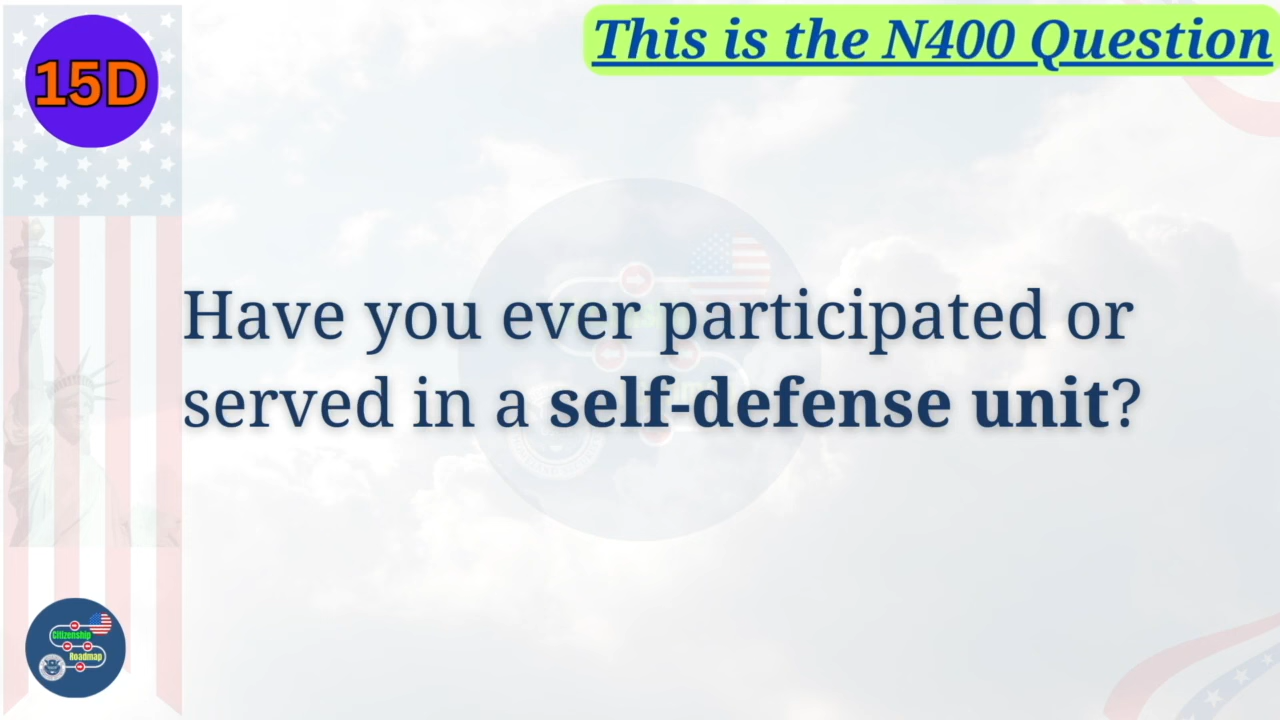 15D
This is the N400 Question
Have you ever participated or
served in a self-defense unit?
Citizenship
Roadmap